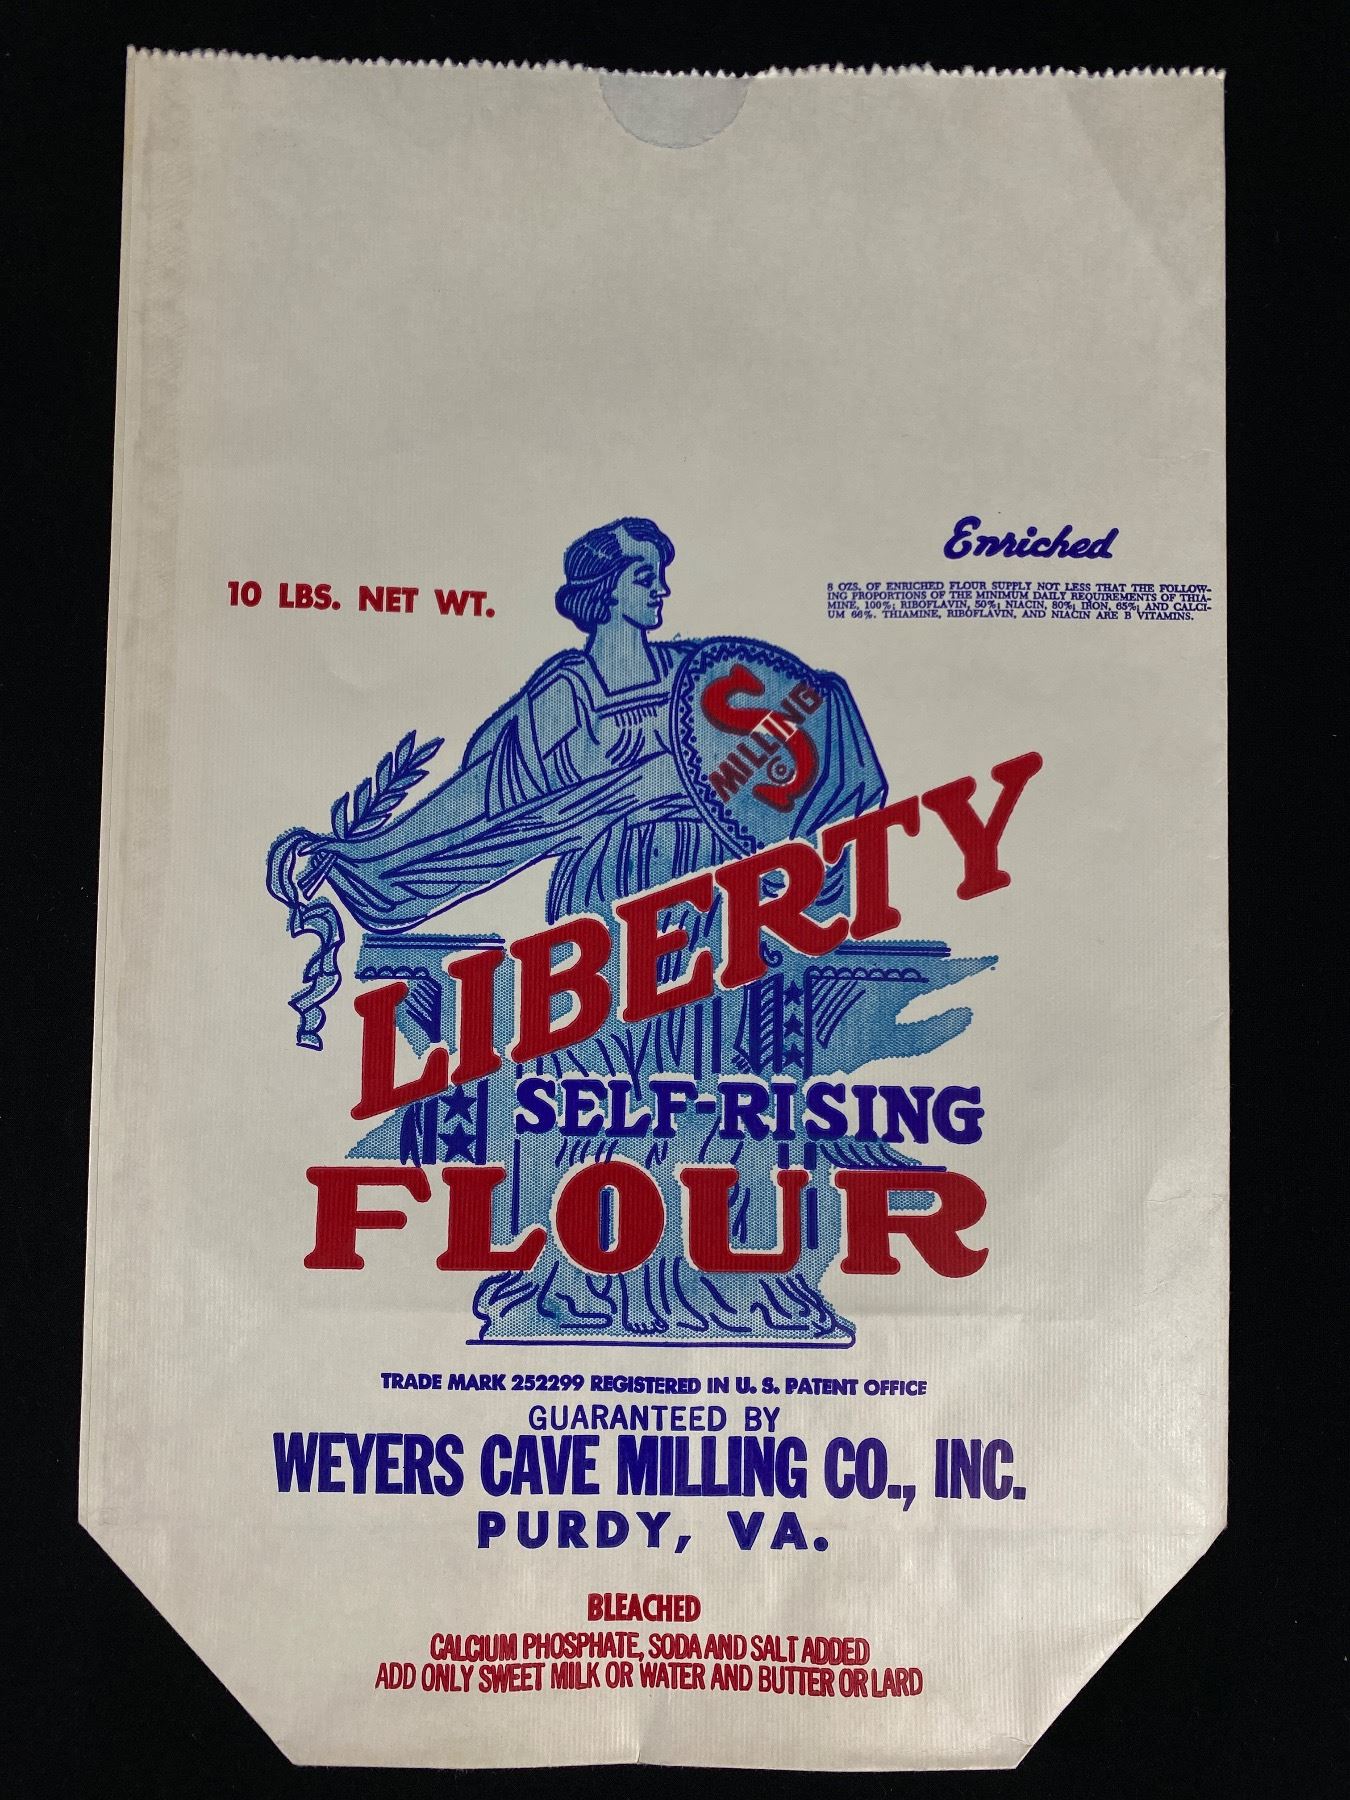 Enriched
10 LBS. NET WT.
8 OZS. OF ENRICHED FLOUR SUPPLY NOT LESS THAT THE FOLLOW-
ING PROPORTIONS OF THE MINIMUM DAILY REQUIREMENTS OF THIA-
MINE, 100%; RIBOFLAVIN, 50%; NIACIN, 80%; IRON, 65%; AND CALCI-
UM 66%. THIAMINE, RIBOFLAVIN, AND NIACIN ARE B VITAMINS.
S
MILLING
Co
LIBERTY
SELF-RISING
FLOUR
TRADE MARK 252299 REGISTERED IN U. S. PATENT OFFICE
GUARANTEED BY
WEYERS CAVE MILLING CO., INC.
PURDY, VA.
BLEACHED
CALCIUM PHOSPHATE, SODA AND SALT ADDED
ADD ONLY SWEET MILK OR WATER AND BUTTER OR LARD